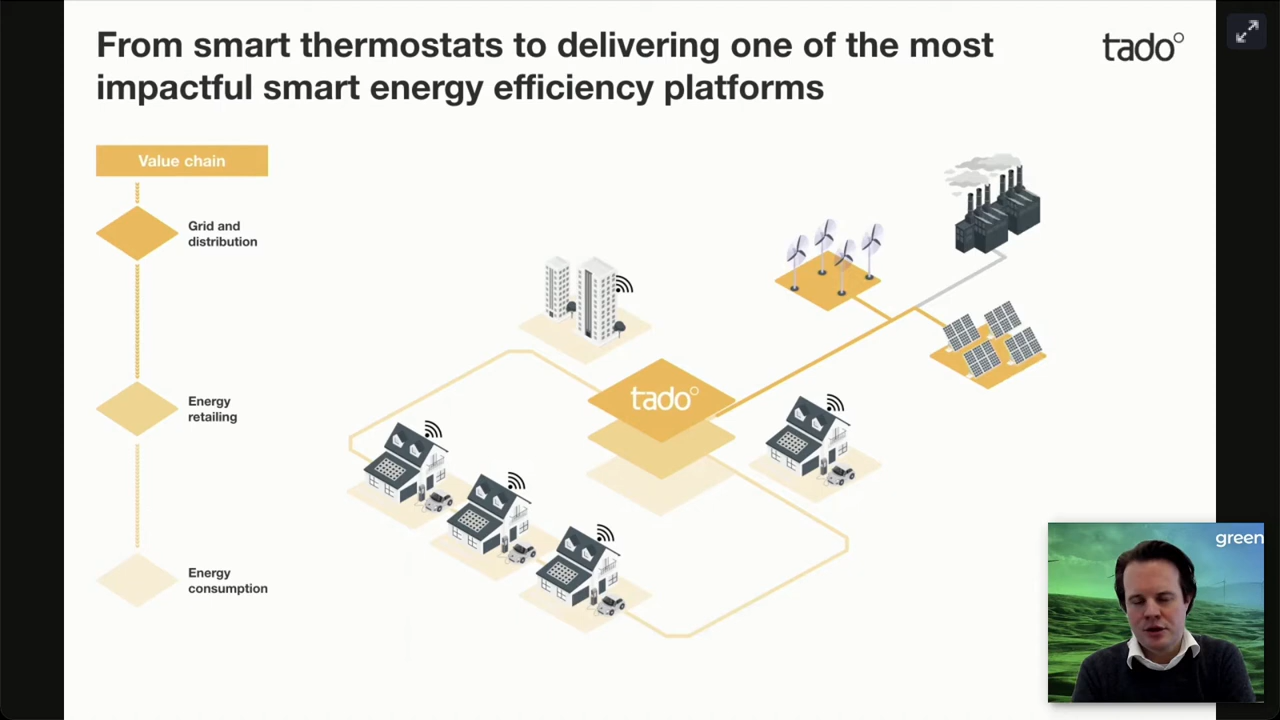 From smart thermostats to delivering one of the most
impactful smart energy efficiency platforms
tado°
Value chain
Grid and
distribution
Energy
retailing
Energy
consumption
tado°
green